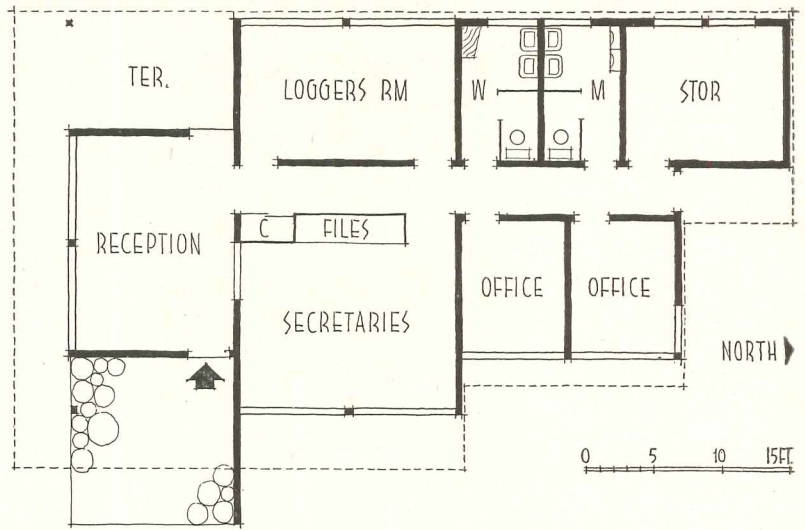 TER.
LOGGERS RM
W
M
STOR
RECEPTION
C
FILES
SECRETARIES
OFFICE
OFFICE
NORTH
0 5 10 15FT.